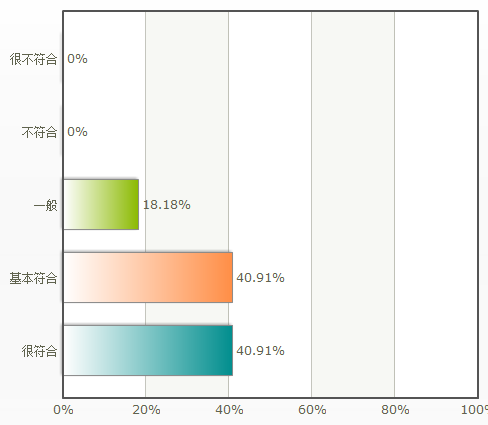 很不符合 0%
不符合 0%
一般 18.18%
基本符合 40.91%
很符合 40.91%
0% 20% 40% 60% 80% 100%